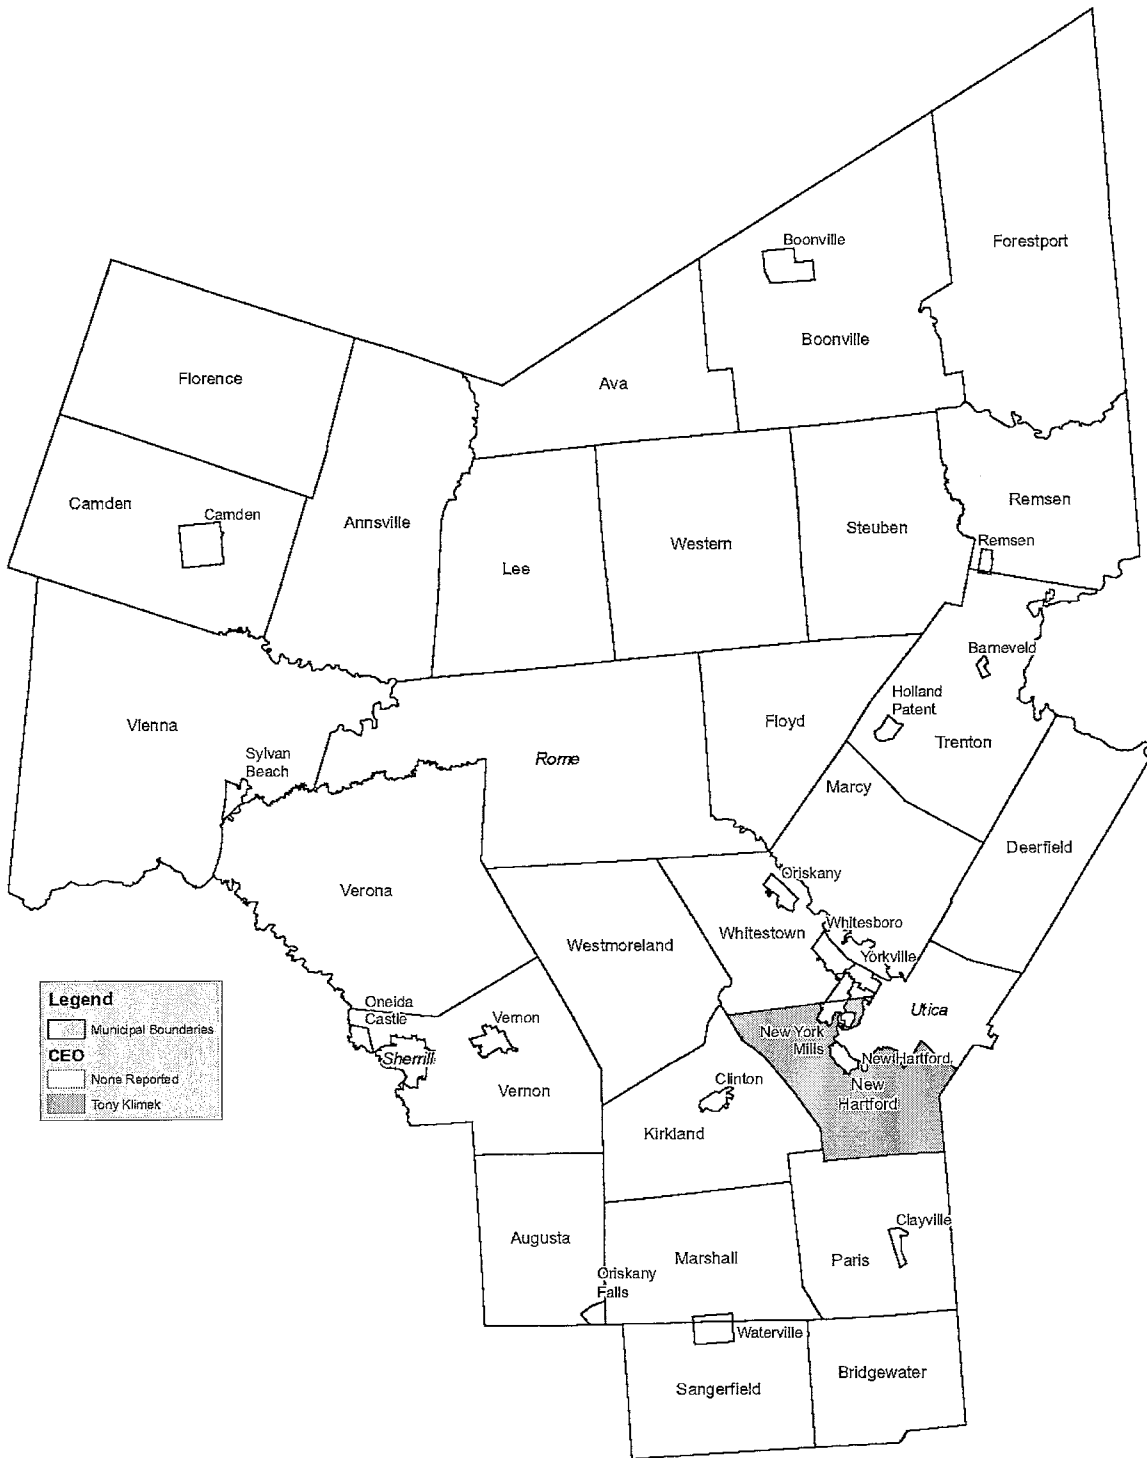 Boonville
Forestport
Boonville
Florence
Ava
Camden
Camden
Annsville
Remsen
Steuben
Western
Remsen
Lee
Barneveld
Holland
Patent
Vienna
Floyd
Trenton
Sylvan
Beach
Rome
Marcy
Deerfield
Oriskany
Verona
Whitesboro
Whitestown
Westmoreland
Yorkville
Legend
Municipal Boundaries
CEO
None Reported
Tony Klimek
Oneida
Castle
Vernon
Utica
New York
Mills
Sherrill
New Hartford
New
Hartford
Clinton
Vernon
Kirkland
Clayville
Augusta
Marshall
Paris
Oriskany
Falls
Waterville
Bridgewater
Sangerfield